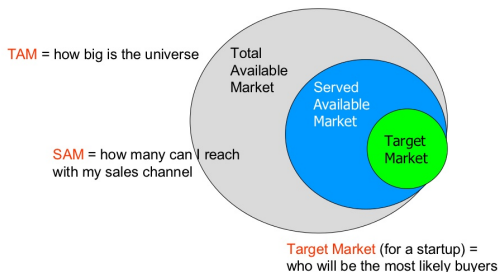 TAM = how big is the universe
Total
Available
Market
Served
Available
Market
Target
Market
SAM = how many can I reach
with my sales channel
Target Market (for a startup) =
who will be the most likely buyers